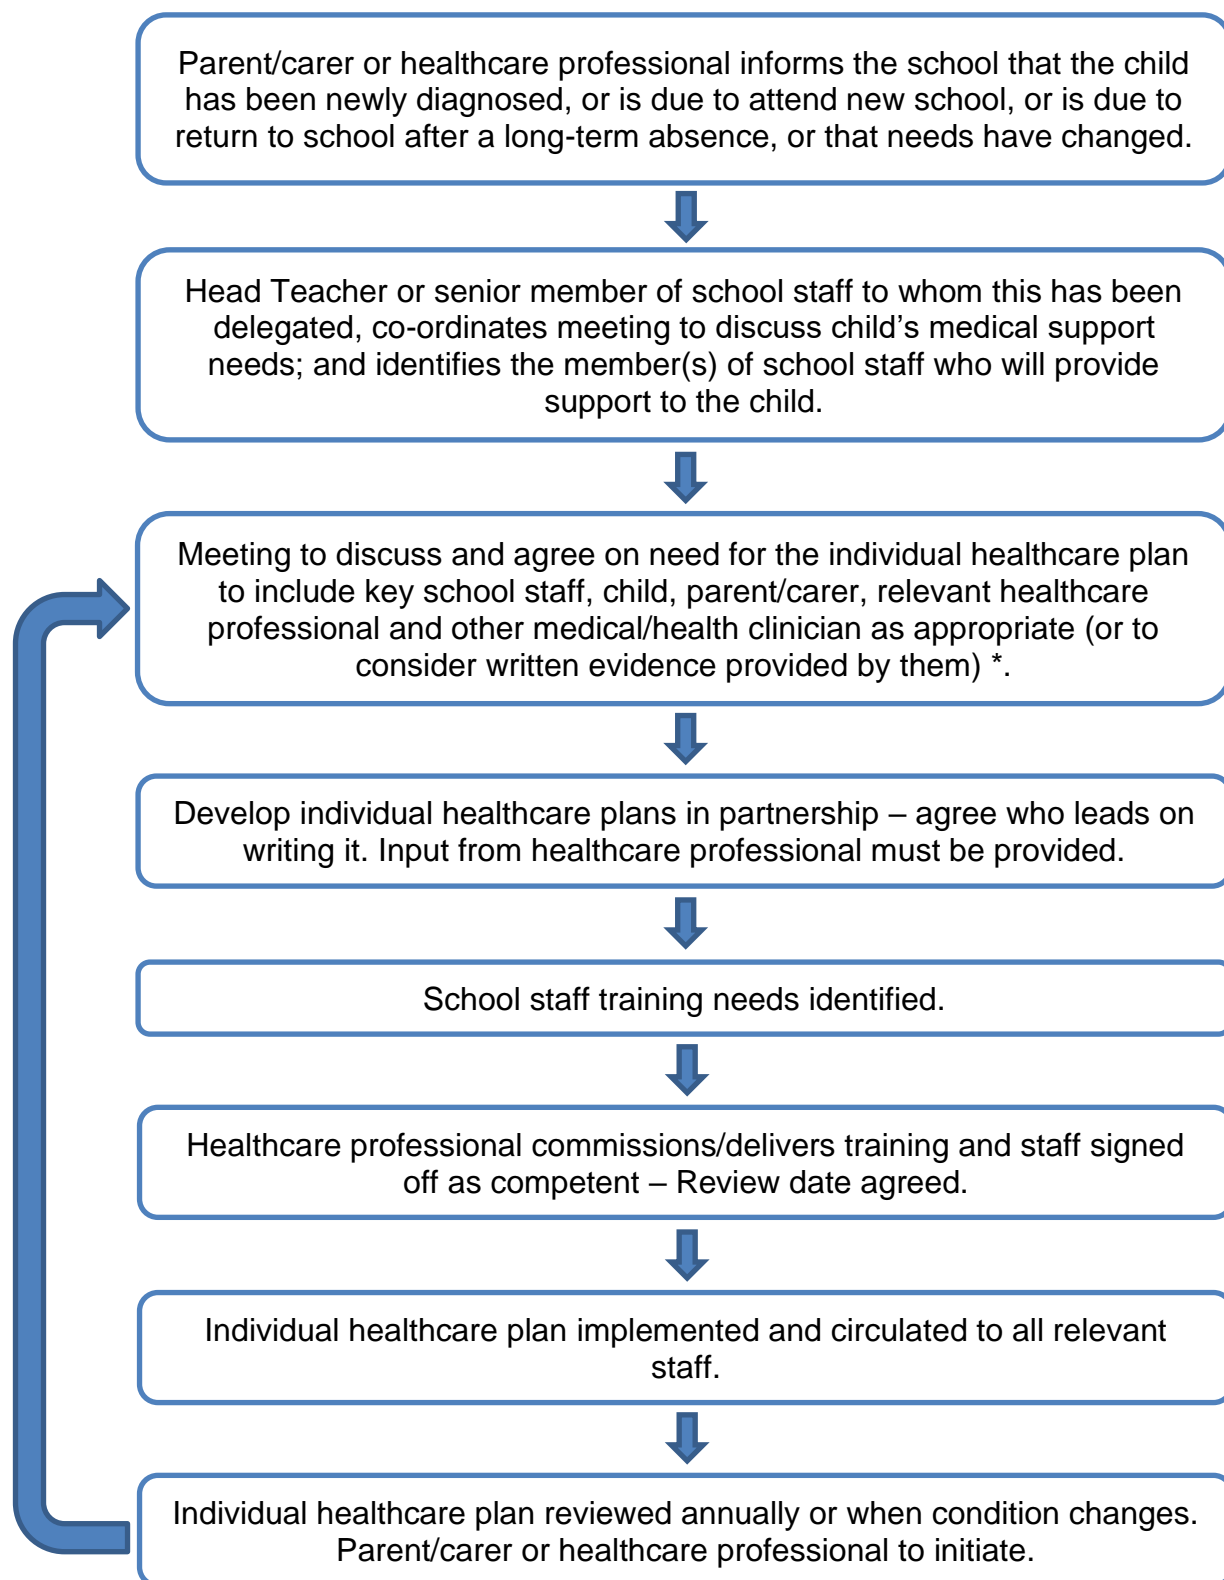 Parent/carer or healthcare professional informs the school that the child
has been newly diagnosed, or is due to attend new school, or is due to
return to school after a long-term absence, or that needs have changed.
Head Teacher or senior member of school staff to whom this has been
delegated, co-ordinates meeting to discuss child’s medical support
needs; and identifies the member(s) of school staff who will provide
support to the child.
Meeting to discuss and agree on need for the individual healthcare plan
to include key school staff, child, parent/carer, relevant healthcare
professional and other medical/health clinician as appropriate (or to
consider written evidence provided by them) *.
Develop individual healthcare plans in partnership – agree who leads on
writing it. Input from healthcare professional must be provided.
School staff training needs identified.
Healthcare professional commissions/delivers training and staff signed
off as competent – Review date agreed.
Individual healthcare plan implemented and circulated to all relevant
staff.
Individual healthcare plan reviewed annually or when condition changes.
Parent/carer or healthcare professional to initiate.